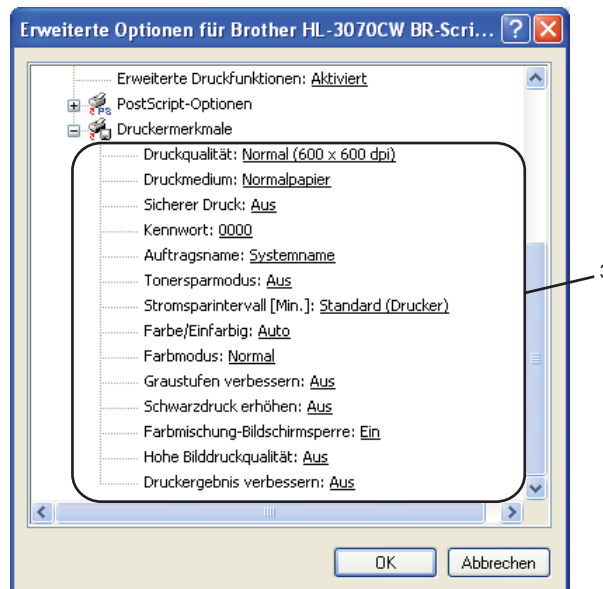 Erweiterte Optionen für Brother HL-3070CW BR-Scri...
Erweiterte Druckfunktionen: Aktiviert
PostScript-Optionen
Druckermerkmale
Druckqualität: Normal (600 x 600 dpi)
Druckmedium: Normalpapier
Sicherer Druck: Aus
Kennwort: 0000
Auftragsname: Systemname
Tonersparmodus: Aus
Stromsparintervall [Min.]: Standard (Drucker)
Farbe/Einfarbig: Auto
Farbmodus: Normal
Graustufen verbessern: Aus
Schwarzdruck erhöhen: Aus
Farbmischung-Bildschirmsperre: Ein
Hohe Bilddruckqualität: Aus
Druckergebnis verbessern: Aus
OK Abbrechen